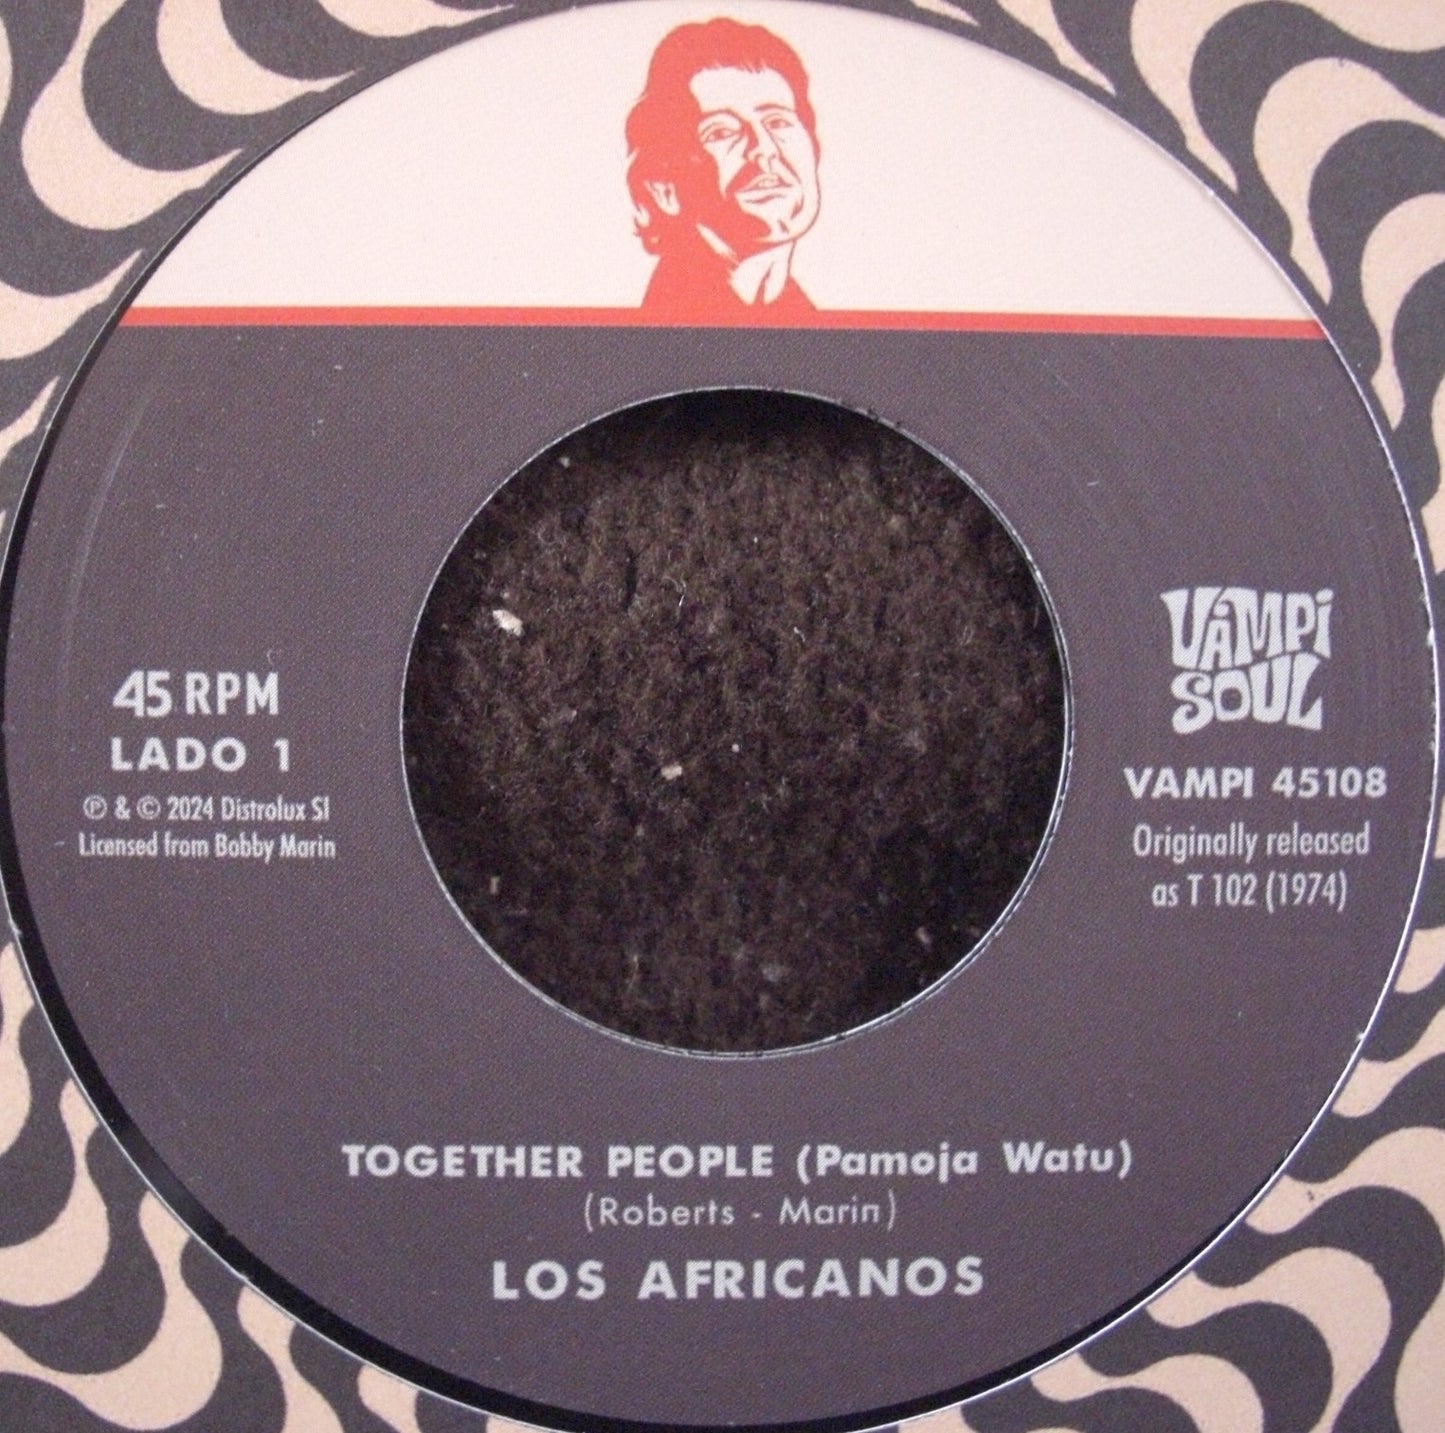 45 RPM
LADO 1
℗ & © 2024 Distrolux Sl
Licensed from Bobby Marin
VAMPI
SOUL
VAMPI 45108
Originally released
as T 102 (1974)
TOGETHER PEOPLE (Pamoja Watu)
(Roberts - Marin)
LOS AFRICANOS